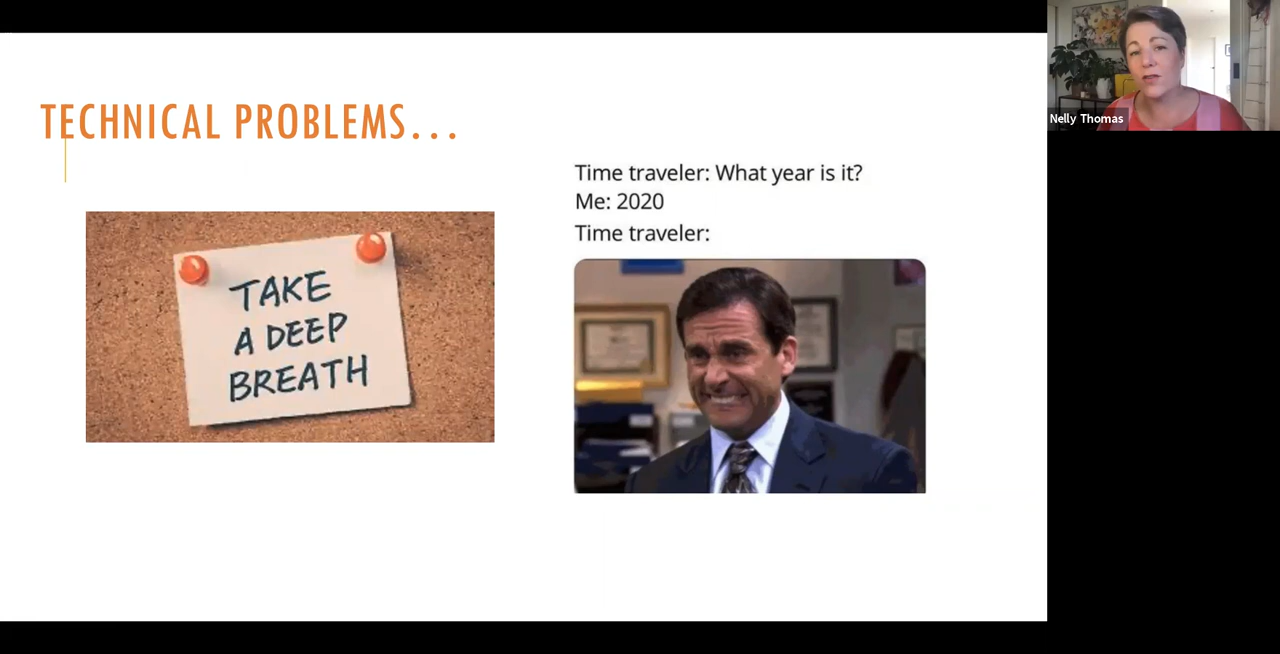 TECHNICAL PROBLEMS...
TAKE
A DEEP
BREATH
Time traveler: What year is it?
Me: 2020
Time traveler:
Nelly Thomas